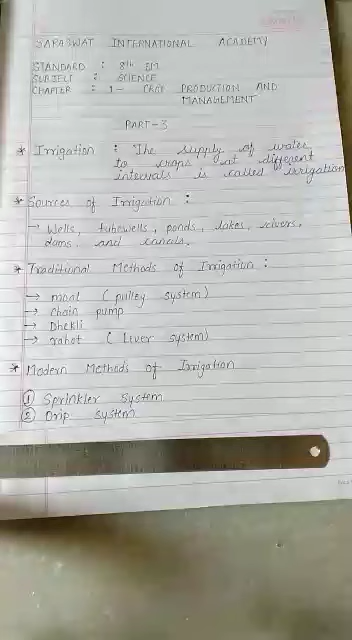 SARASWAT INTERNATIONAL ACADEMY
STANDARD : 8th EM
SUBJECT : SCIENCE
CHAPTER : 1- CROP PRODUCTION AND
MANAGEMENT
PART-3
* Irrigation : The supply of water
to crops at different
intervals is called irrigation
* Sources of Irrigation :
→ Wells, tubewells, ponds, lakes, rivers,
dams, and canals.
* Traditional Methods of Irrigation :
→ moat (pulley system)
→ chain pump
→ Dhekli
→ rahat (Liver system)
* Modern Methods of Irrigation
① Sprinkler System
② Drip system